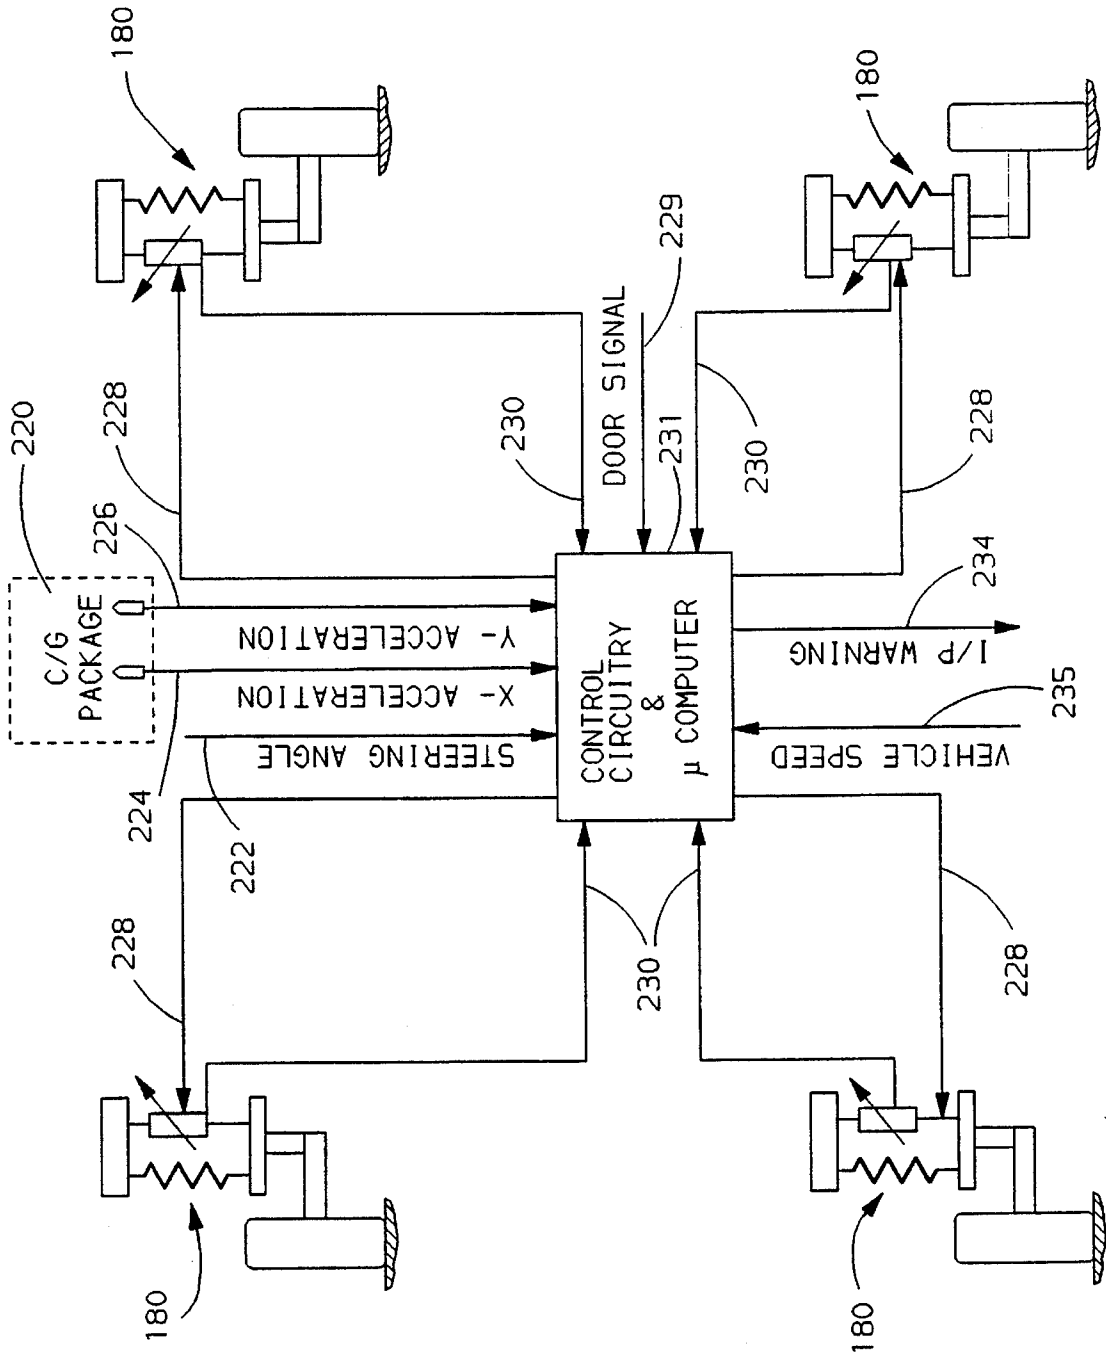 180
180
220
C/G
PACKAGE
228
226
224
222
Y- ACCELERATION
X- ACCELERATION
STEERING ANGLE
230
DOOR SIGNAL
229
231
230
228
CONTROL
CIRCUITRY
&
μ COMPUTER
234
I/P WARNING
235
VEHICLE SPEED
228
230
228
180
180